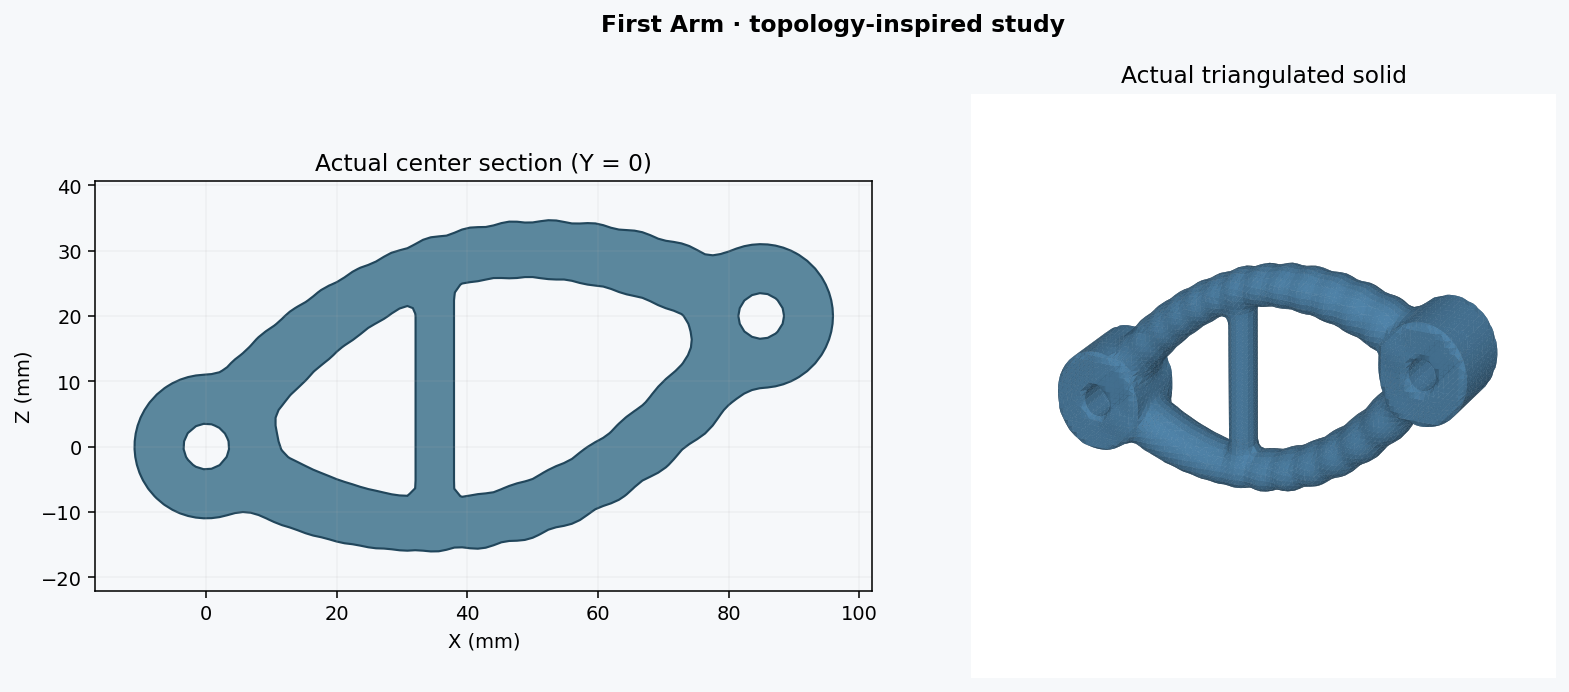 First Arm · topology-inspired study
Actual center section (Y = 0)
Actual triangulated solid
40
30
20
10
0
−10
−20
Z (mm)
0 20 40 60 80 100
X (mm)